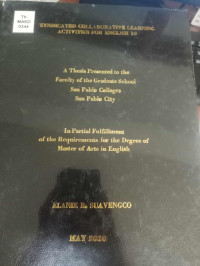 Th
MAED
SYNDICATED COLLABORATIVE LEARNING
ACTIVITIES FOR ENGLISH 10
A Thesis Presented to the
Faculty of the Graduate School
San Pablo Colleges
San Pablo City
In Partial Fulfillment
of the Requirements for the Degree of
Master of Arts in English
SUAVENGCO
MAY 2020